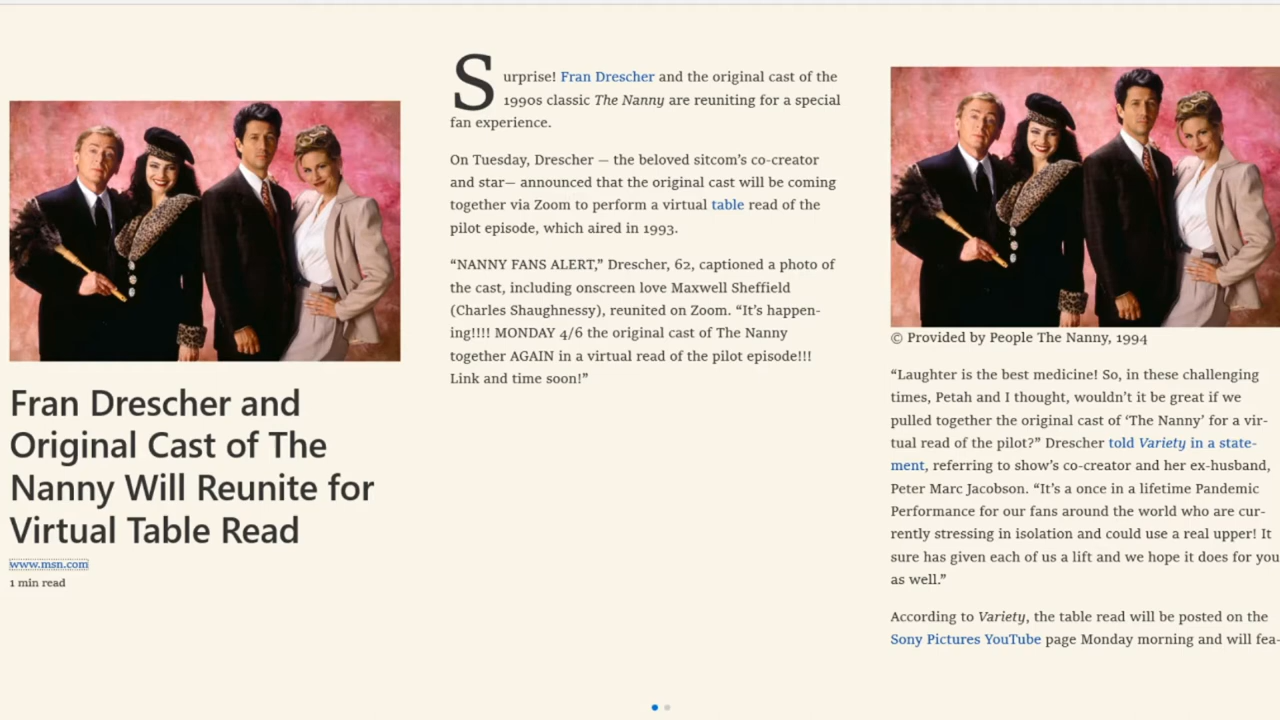 Fran Drescher and
Original Cast of The
Nanny Will Reunite for
Virtual Table Read
www.msn.com
1 min read
Surprise! Fran Drescher and the original cast of the
1990s classic The Nanny are reuniting for a special
fan experience.
On Tuesday, Drescher — the beloved sitcom's co-creator
and star— announced that the original cast will be coming
together via Zoom to perform a virtual table read of the
pilot episode, which aired in 1993.
“NANNY FANS ALERT,” Drescher, 62, captioned a photo of
the cast, including onscreen love Maxwell Sheffield
(Charles Shaughnessy), reunited on Zoom. “It's happen-
ing!!!! MONDAY 4/6 the original cast of The Nanny
together AGAIN in a virtual read of the pilot episode!!!
Link and time soon!”
© Provided by People The Nanny, 1994
“Laughter is the best medicine! So, in these challenging
times, Petah and I thought, wouldn't it be great if we
pulled together the original cast of ‘The Nanny’ for a vir-
tual read of the pilot?” Drescher told Variety in a state-
ment, referring to show's co-creator and her ex-husband,
Peter Marc Jacobson. “It's a once in a lifetime Pandemic
Performance for our fans around the world who are cur-
rently stressing in isolation and could use a real upper! It
sure has given each of us a lift and we hope it does for you
as well.”
According to Variety, the table read will be posted on the
Sony Pictures YouTube page Monday morning and will fea-